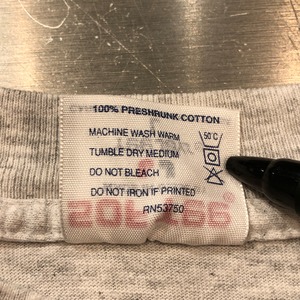 100% PRESHRUNK COTTON
MACHINE WASH WARM
50°C
TUMBLE DRY MEDIUM
DO NOT BLEACH
DO NOT IRON IF PRINTED
RN53750